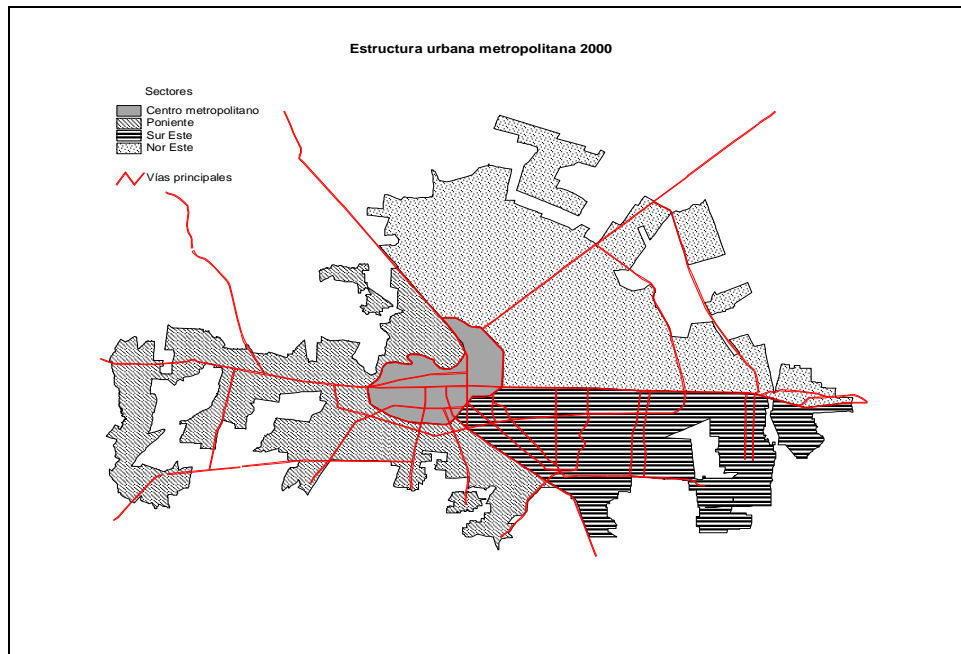 Estructura urbana metropolitana 2000
Sectores
Centro metropolitano
Poniente
Sur Este
Nor Este
Vías principales